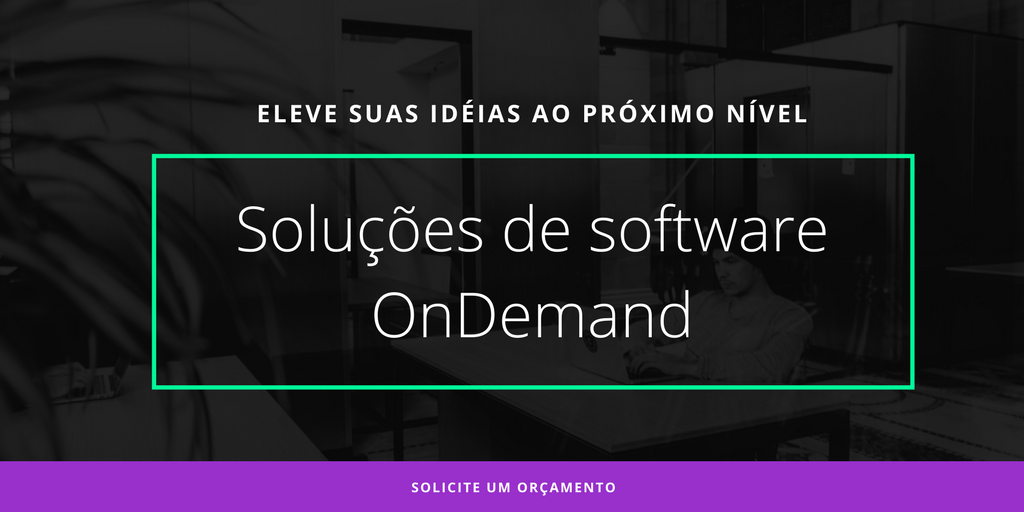 ELEVE SUAS IDÉIAS AO PRÓXIMO NÍVEL
Soluções de software
OnDemand
SOLICITE UM ORÇAMENTO